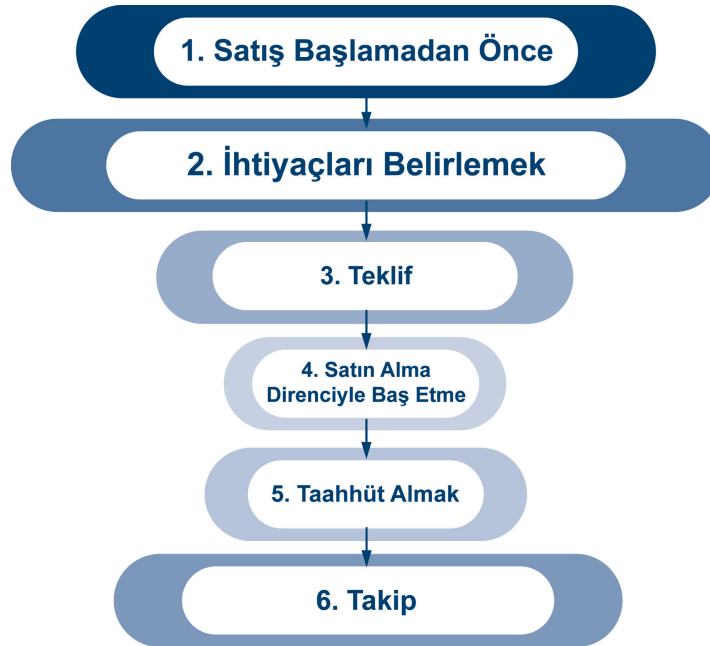 1. Satış Başlamadan Önce
2. İhtiyaçları Belirlemek
3. Teklif
4. Satın Alma
Direnciyle Baş Etme
5. Taahhüt Almak
6. Takip